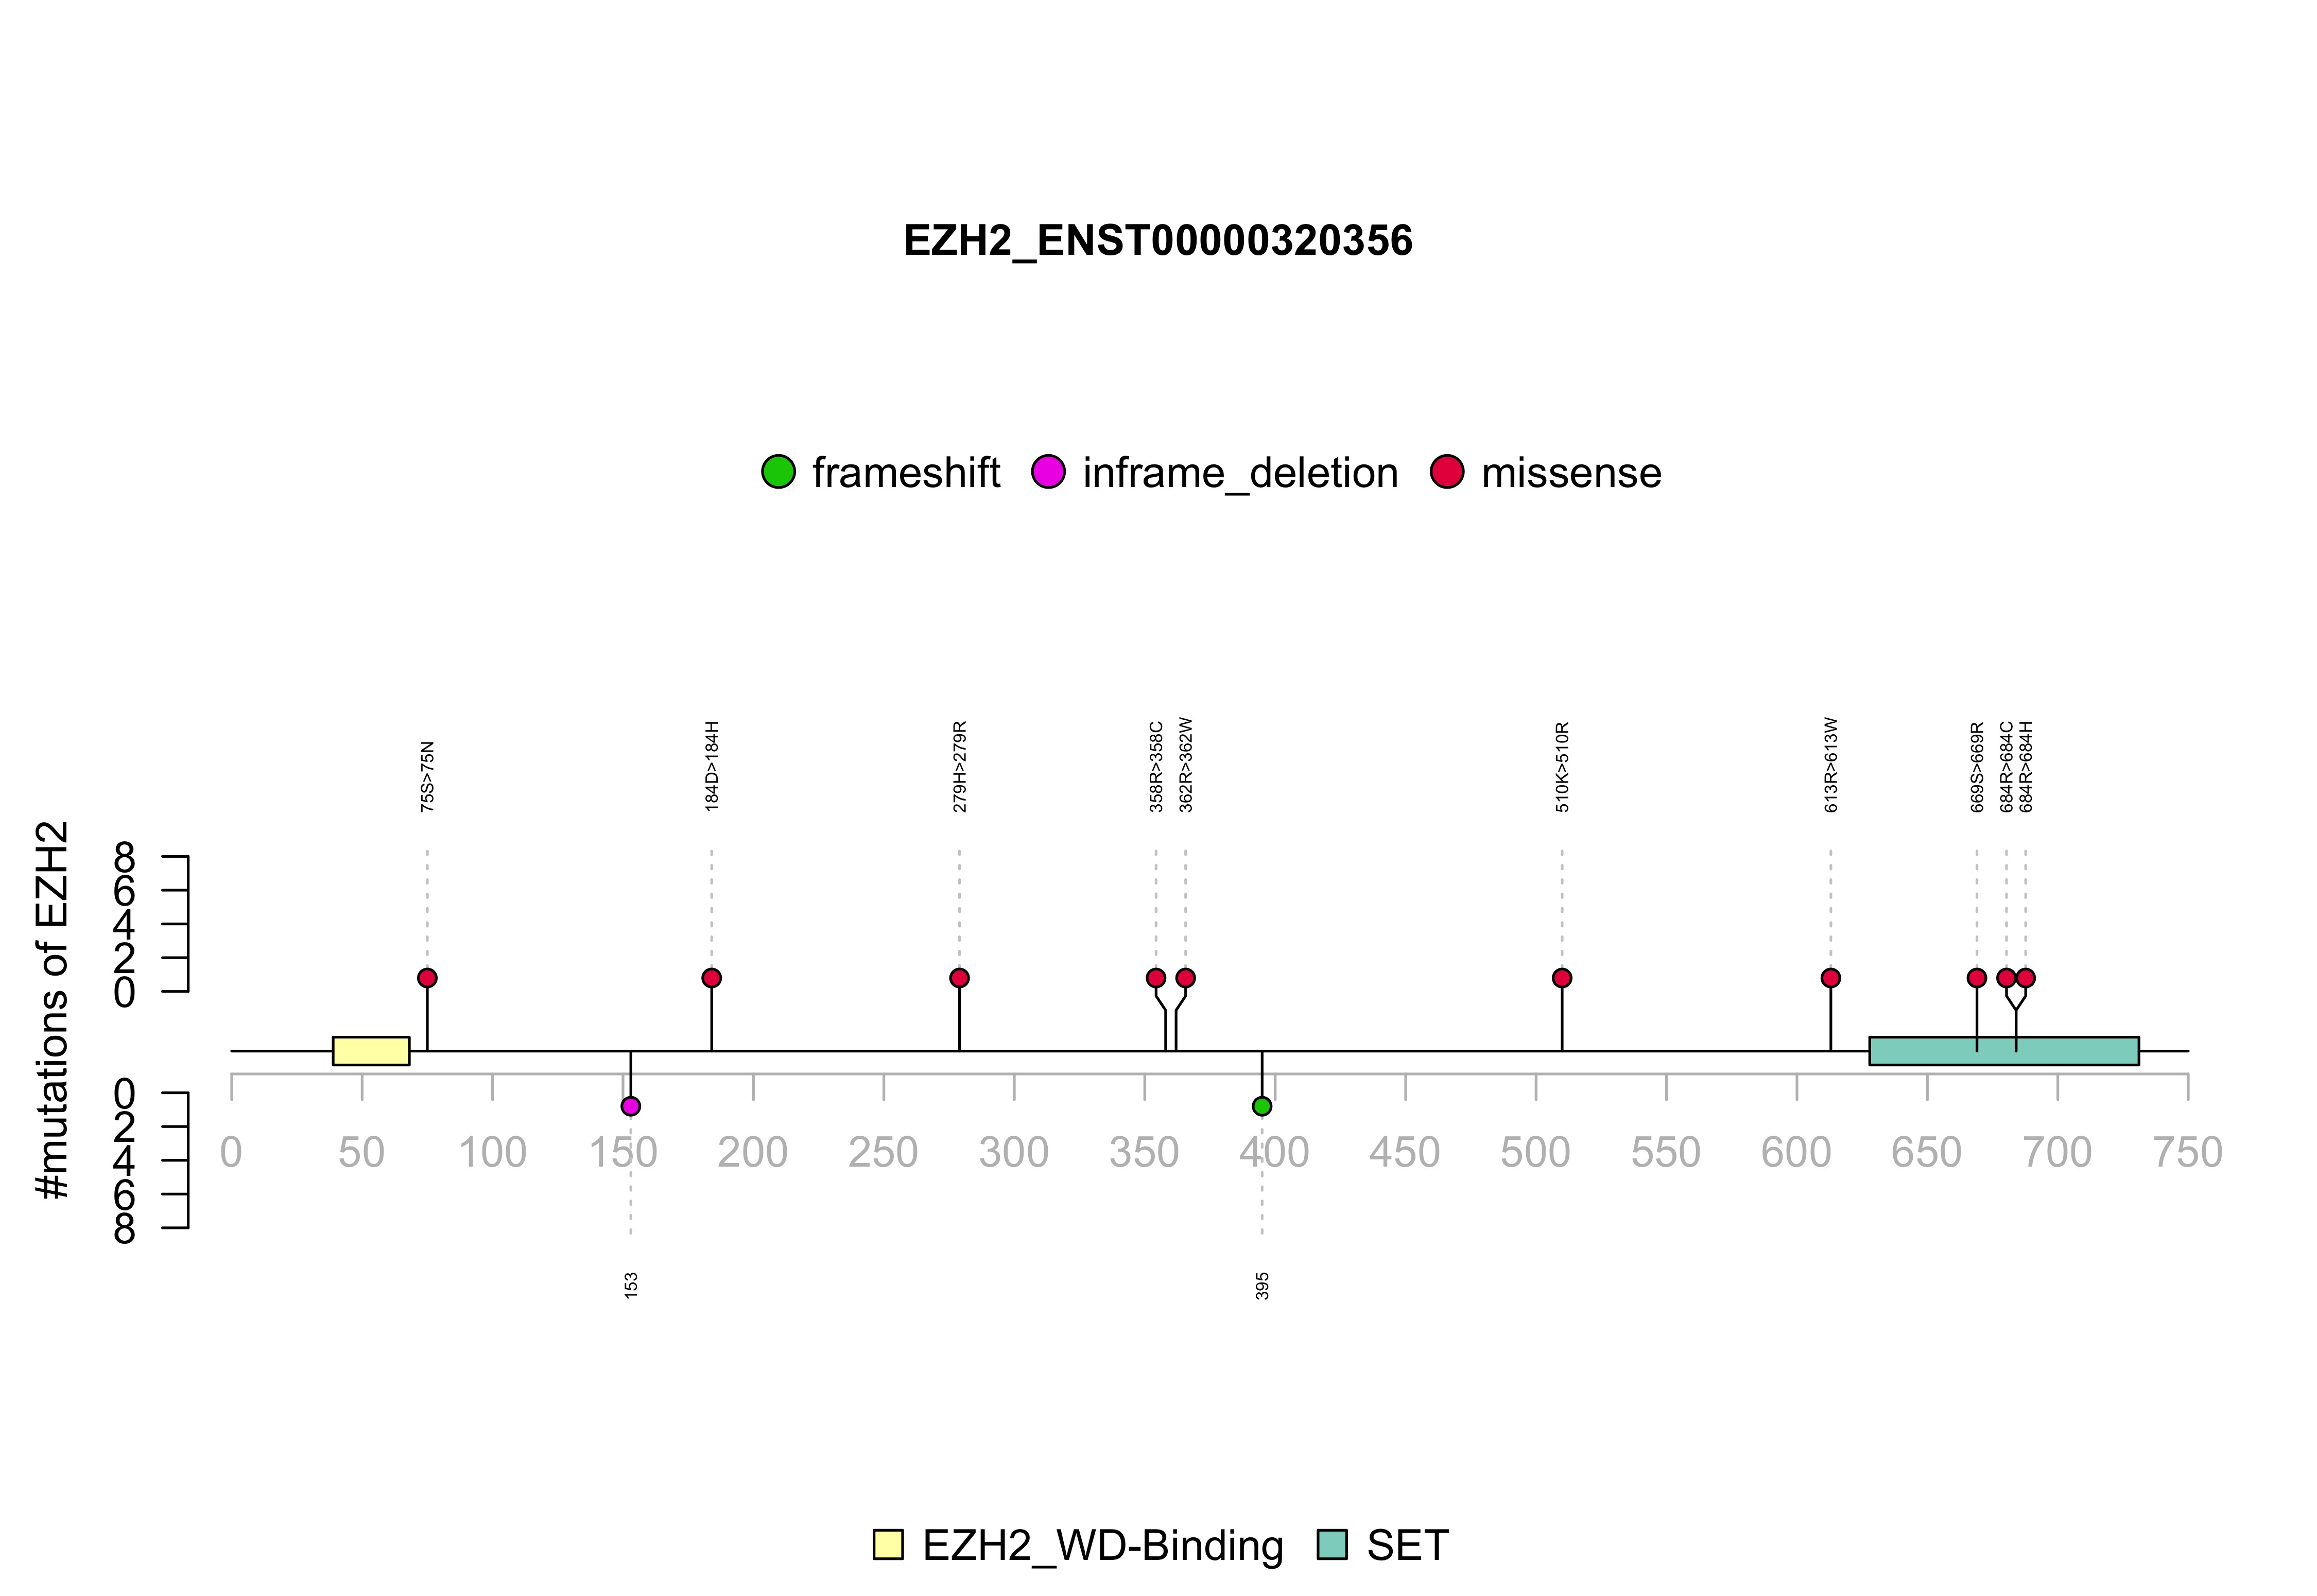 EZH2_ENST00000320356
frameshift inframe_deletion missense
75S>75N
184D>184H
279H>279R
358R>358C
362R>362W
510K>510R
613R>613W
669S>669R
684R>684C
684R>684H
#mutations of EZH2
8
6
4
2
0
0
2
4
6
8
0 50 100 150 200 250 300 350 400 450 500 550 600 650 700 750
153
395
EZH2_WD-Binding SET